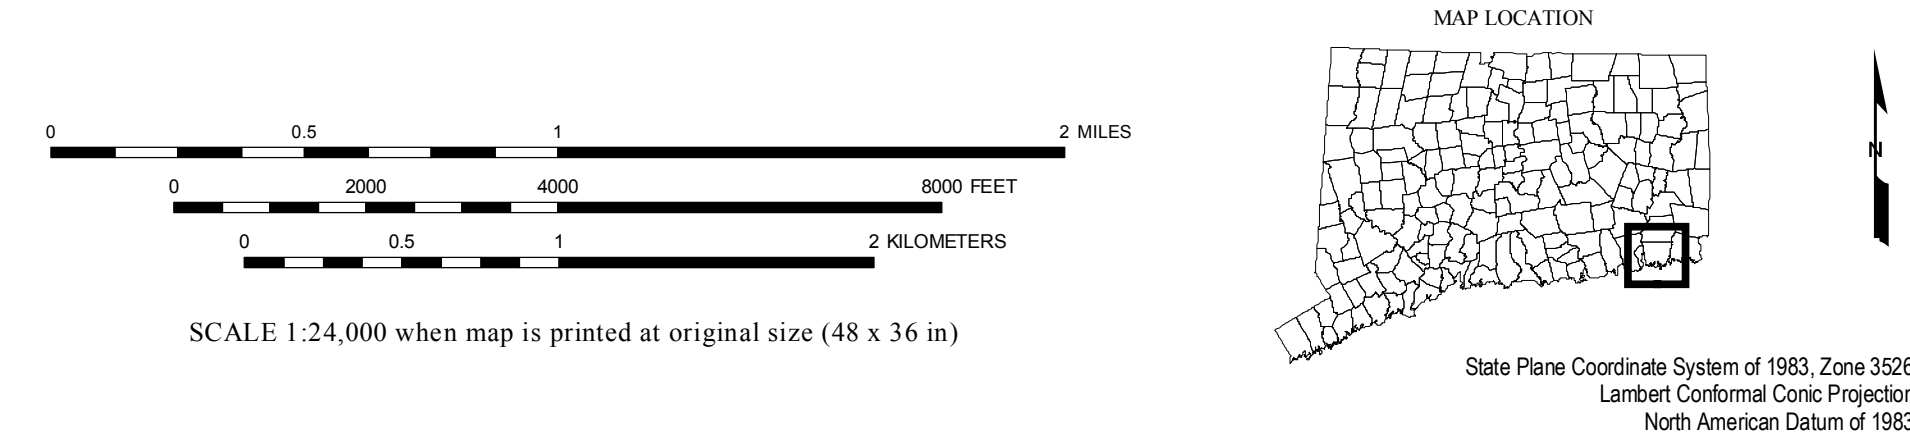 MAP LOCATION
0 0.5 1 2 MILES
0 2000 4000 8000 FEET
0 0.5 1 2 KILOMETERS
SCALE 1:24,000 when map is printed at original size (48 x 36 in)
N
State Plane Coordinate System of 1983, Zone 3526
Lambert Conformal Conic Projection
North American Datum of 1983